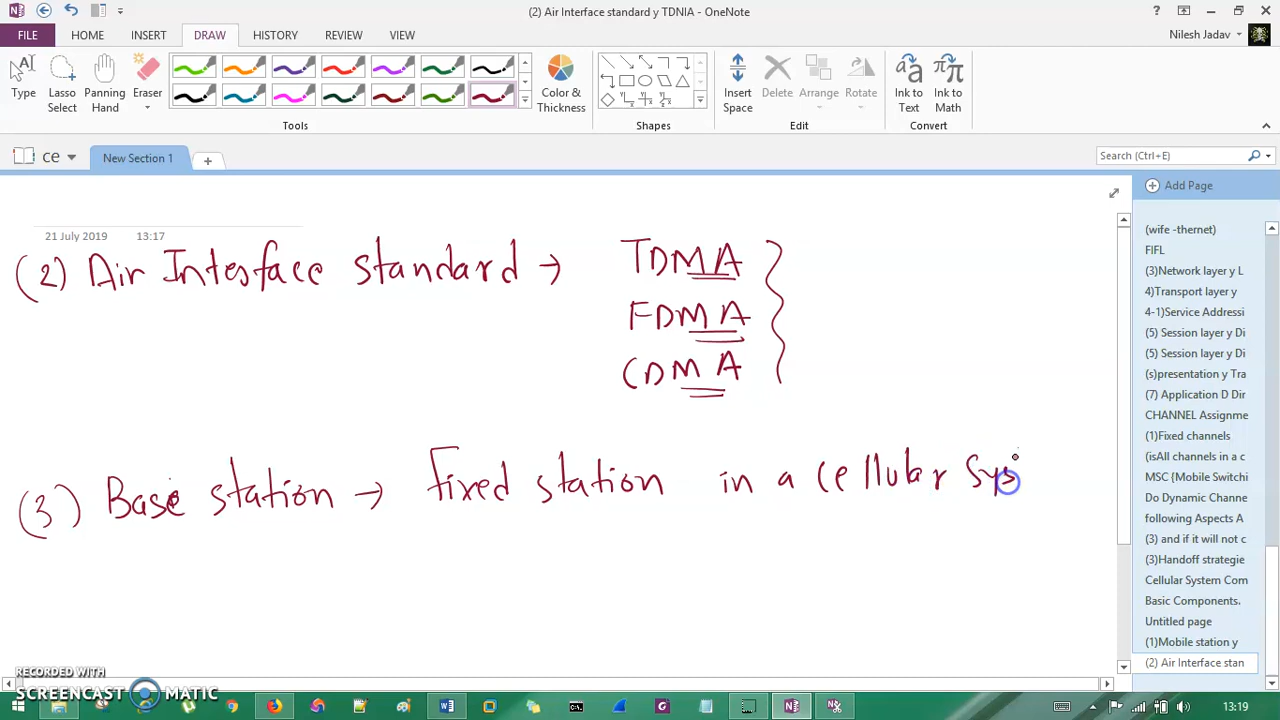 (2) Air Interface standard y TDNIA - OneNote
FILE HOME INSERT DRAW HISTORY REVIEW VIEW
Nilesh Jadav
Type Lasso Select Panning Hand Eraser
Color & Thickness
Insert Space Delete Arrange Rotate
Ink to Text Ink to Math
Tools Shapes Edit Convert
ce New Section 1
Search (Ctrl+E)
Add Page
21 July 2019 13:17
(2) Air Interface standard → TDMA
FDMA
CDMA
(3) Base station → Fixed station in a cellular Sys
(wife -thernet)
FIFL
(3)Network layer y L
4)Transport layer y
4-1)Service Addressi
(5) Session layer y Di
(5) Session layer y Di
(s)presentation y Tra
(7) Application D Dir
CHANNEL Assignme
(1)Fixed channels
(isAll channels in a c
MSC {Mobile Switchi
Do Dynamic Channe
following Aspects A
(3) and if it will not c
(3)Handoff strategie
Cellular System Com
Basic Components.
Untitled page
(1)Mobile station y
(2) Air Interface stan
RECORDED WITH
SCREENCAST MATIC
13:19